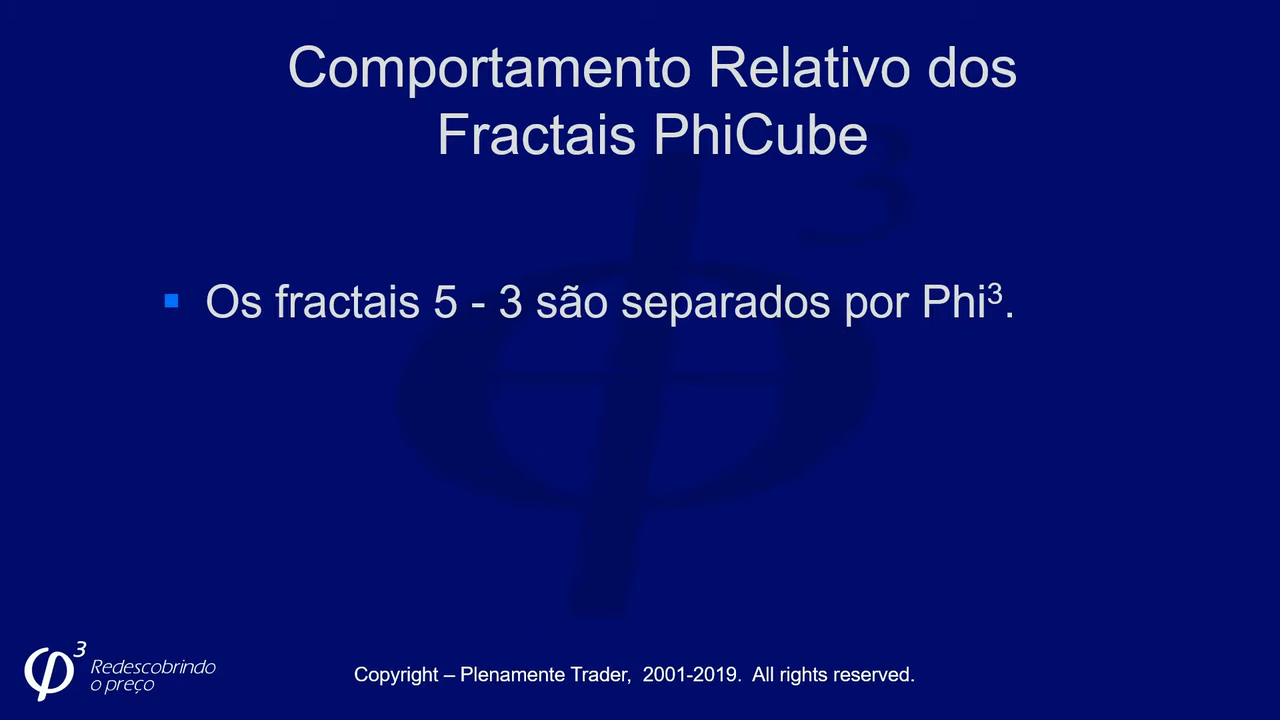 Comportamento Relativo dos
Fractais PhiCube
Os fractais 5 - 3 são separados por Phi³.
φ³ Redescobrindo
o preço
Copyright – Plenamente Trader,  2001-2019.  All rights reserved.